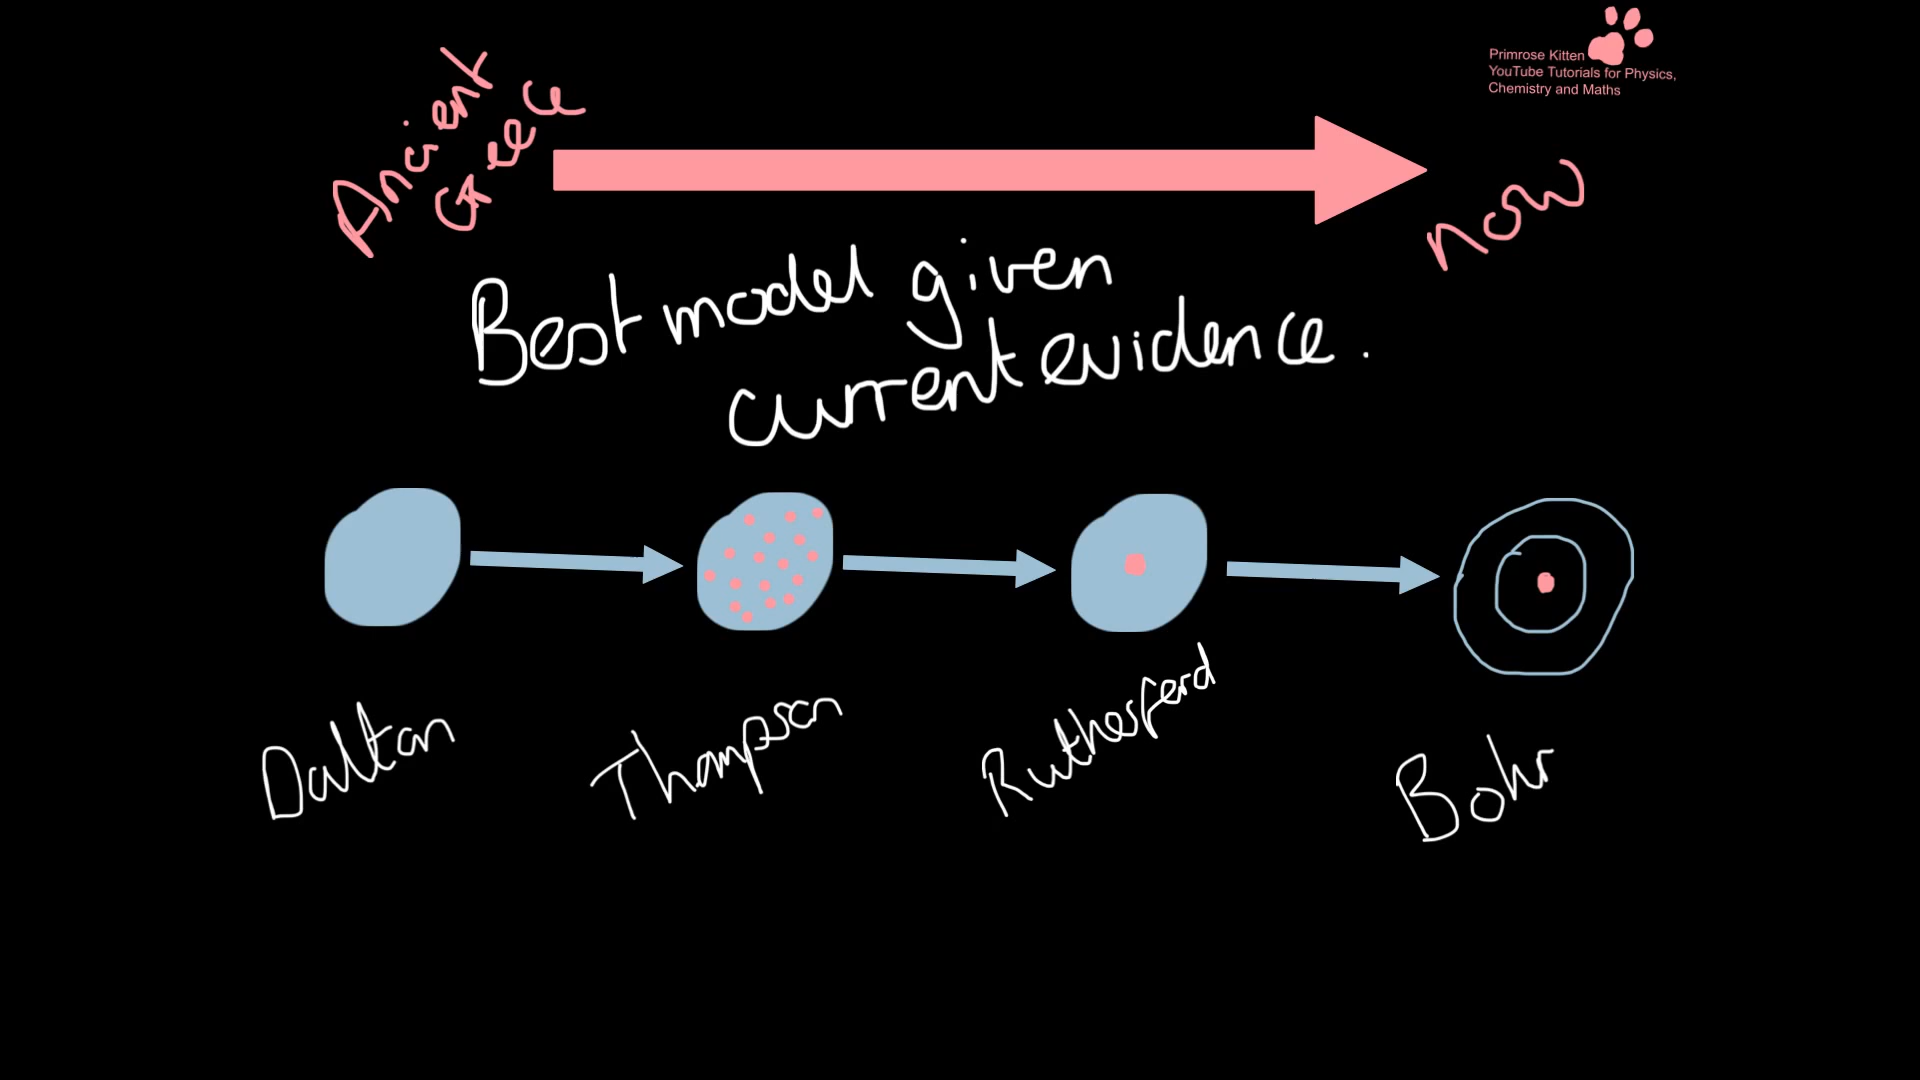 Primrose Kitten
YouTube Tutorials for Physics,
Chemistry and Maths
Ancient
Greece
now
Best model given
current evidence.
Dalton
Thompson
Rutherford
Bohr